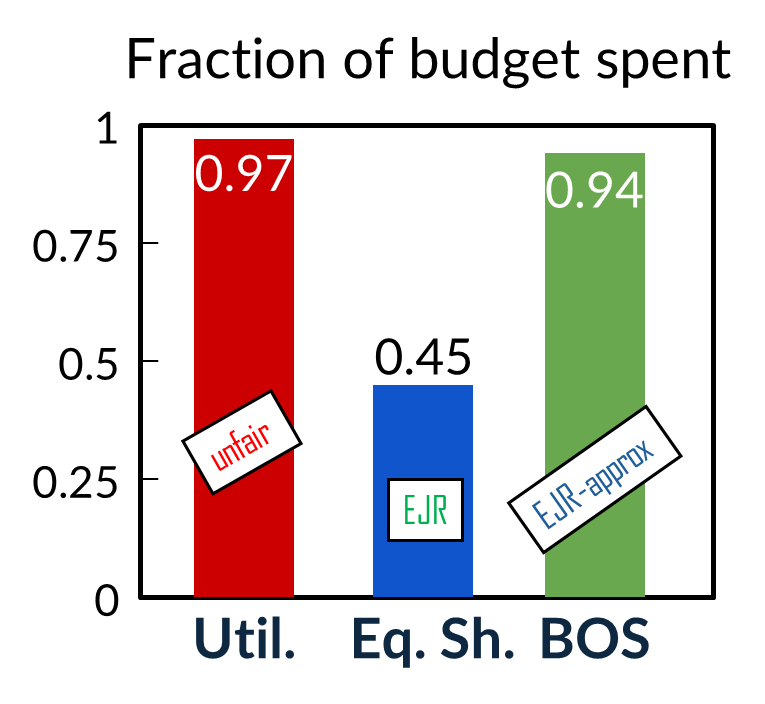 Fraction of budget spent
1
0.97
0.94
0.75
0.5
0.45
unfair
EJR-approx
0.25
EJR
0
Util. Eq. Sh. BOS